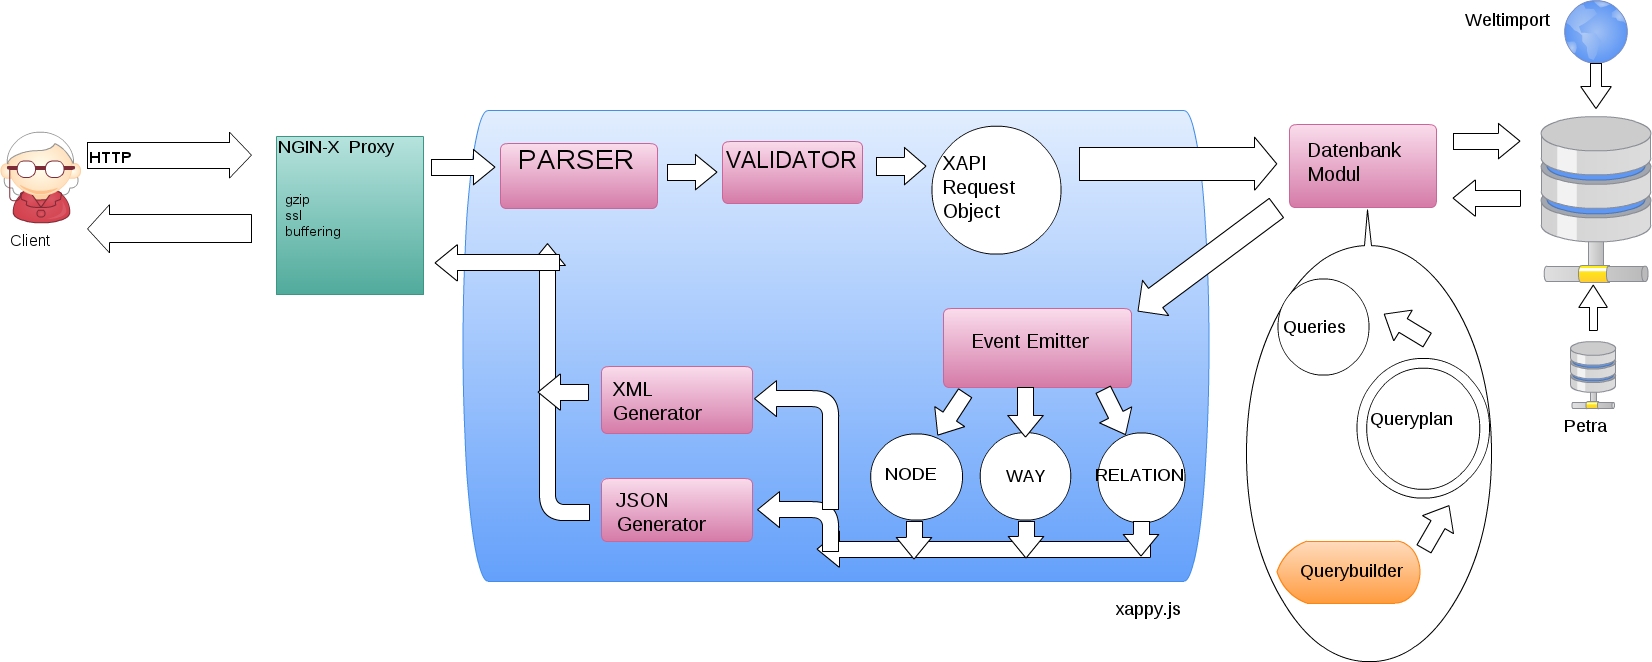 Weltimport
HTTP
Client
NGIN-X Proxy
gzip
ssl
buffering
PARSER
VALIDATOR
XAPI
Request
Object
Datenbank
Modul
Event Emitter
XML
Generator
JSON
Generator
NODE
WAY
RELATION
Queries
Queryplan
Querybuilder
Petra
xappy.js